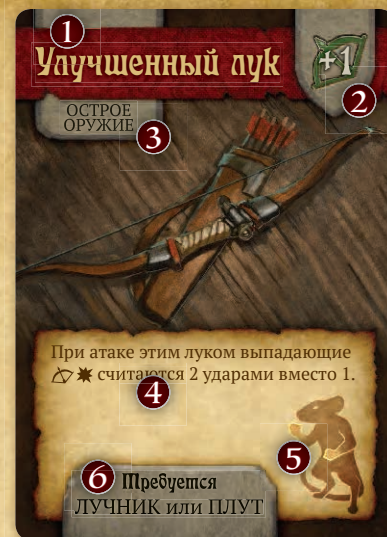 1
Улучшенный лук
+1
2
ОСТРОЕ
ОРУЖИЕ
3
При атаке этим луком выпадающие
считаются 2 ударами вместо 1.
4
5
6
Требуется
ЛУЧНИК или ПЛУТ